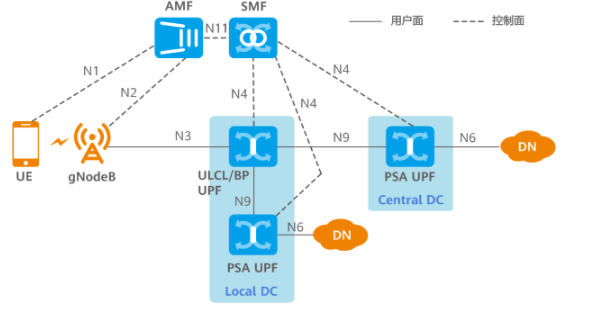 AMF
SMF
N11
用户面
控制面
N1
N2
N4
N4
N4
N3
N9
N6
DN
UE
gNodeB
ULCL/BP
UPF
PSA UPF
Central DC
N9
N6
DN
PSA UPF
Local DC